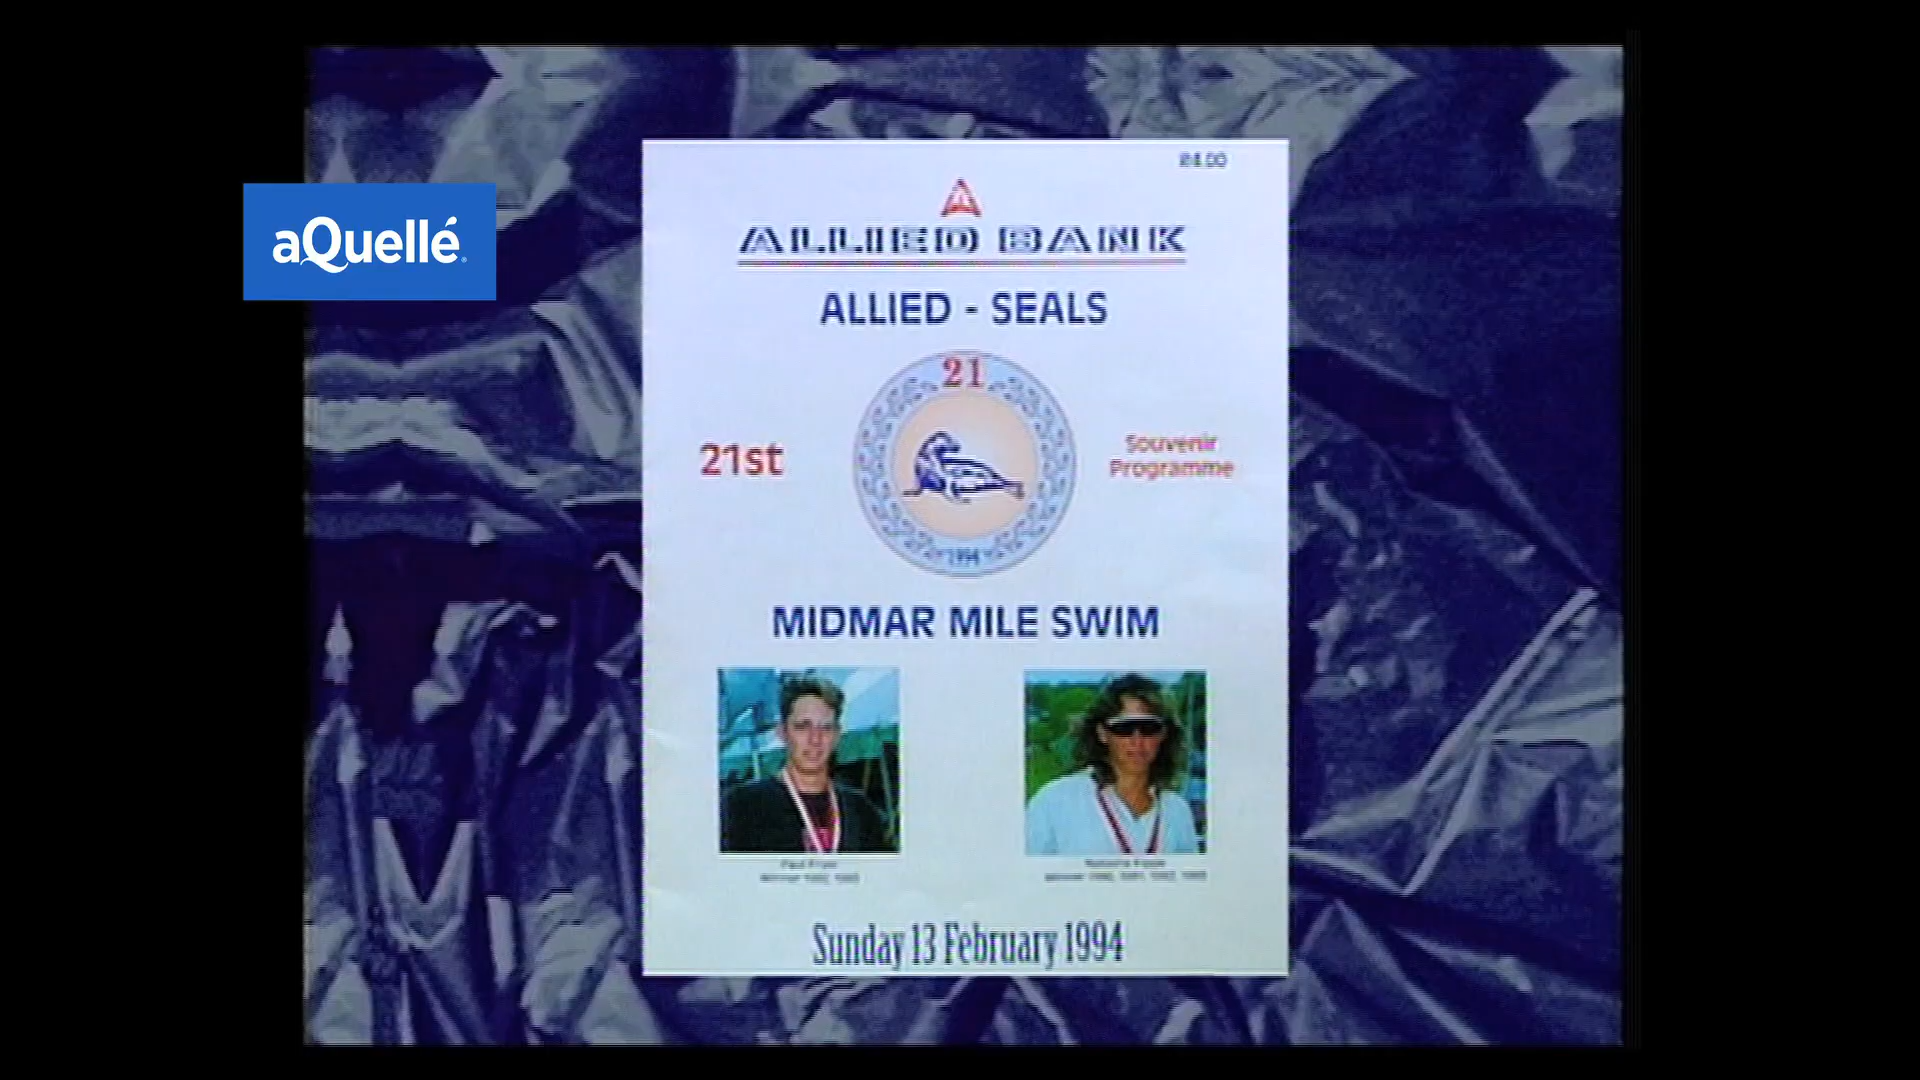 aQuellé
R4.00
ALLIED BANK
ALLIED - SEALS
21
21st
Souvenir
Programme
1994
MIDMAR MILE SWIM
Sunday 13 February 1994